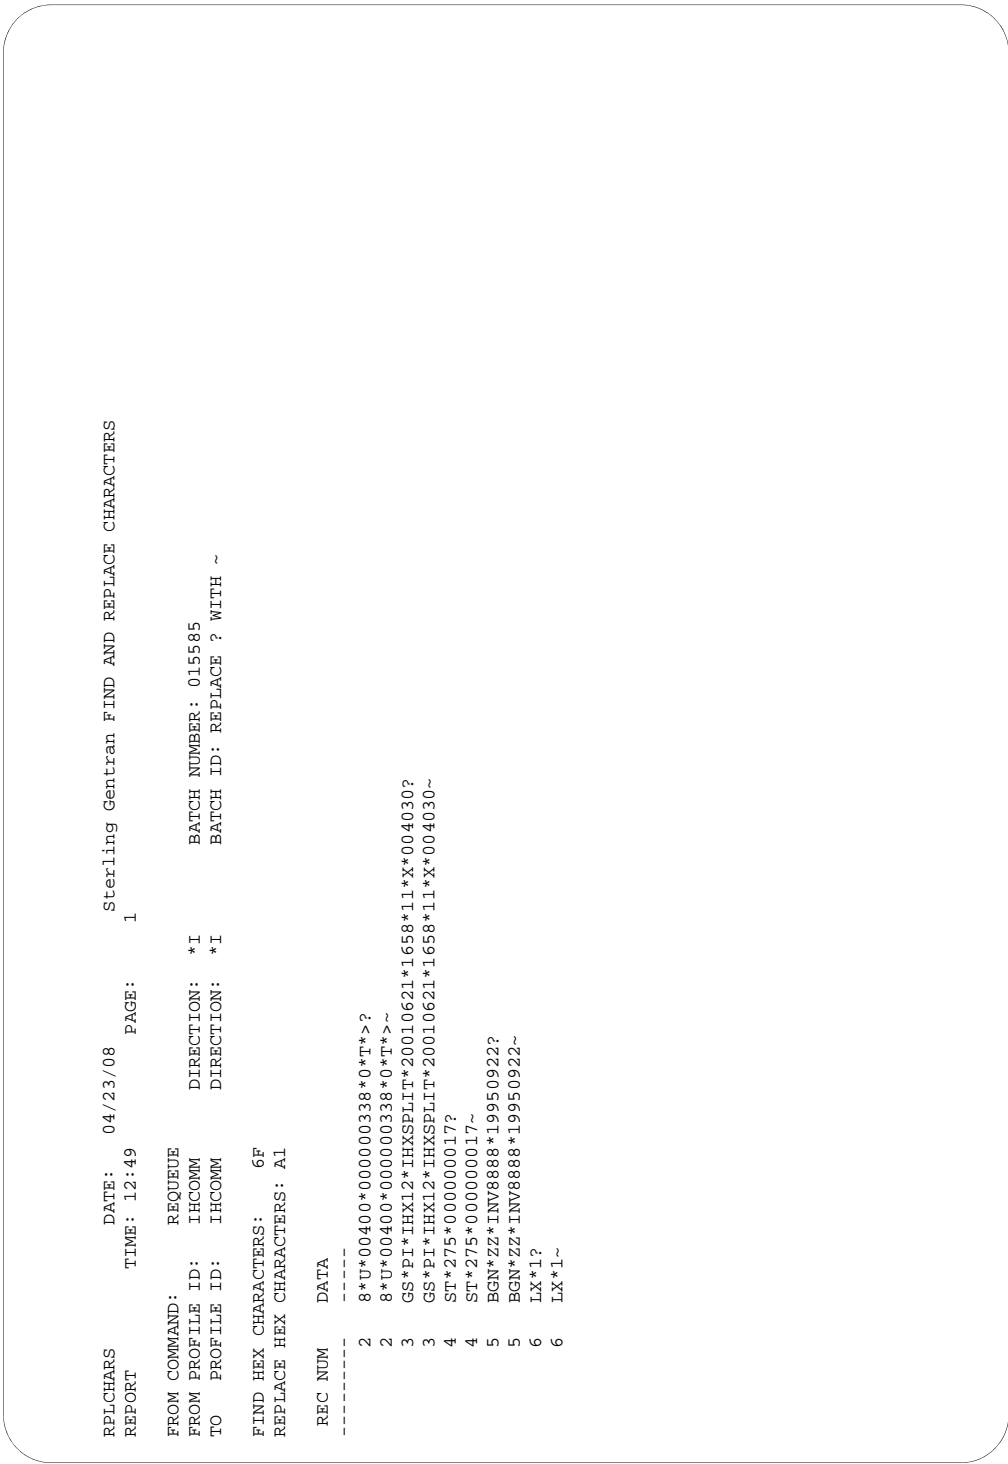 RPLCHARS DATE: 04/23/08 Sterling Gentran FIND AND REPLACE CHARACTERS
REPORT TIME: 12:49 PAGE: 1
FROM COMMAND: REQUEUE
FROM PROFILE ID: IHCOMM DIRECTION: *I BATCH NUMBER: 015585
TO PROFILE ID: IHCOMM DIRECTION: *I BATCH ID: REPLACE ? WITH ~
FIND HEX CHARACTERS: 6F
REPLACE HEX CHARACTERS: A1
REC NUM DATA
--------- -----
2 8*U*00400*000000338*0*T*>?
2 8*U*00400*000000338*0*T*>~
3 GS*PI*IHX12*IHXSPLIT*20010621*1658*11*X*004030?
3 GS*PI*IHX12*IHXSPLIT*20010621*1658*11*X*004030~
4 ST*275*000000017?
4 ST*275*000000017~
5 BGN*ZZ*INV8888*19950922?
5 BGN*ZZ*INV8888*19950922~
6 LX*1?
6 LX*1~